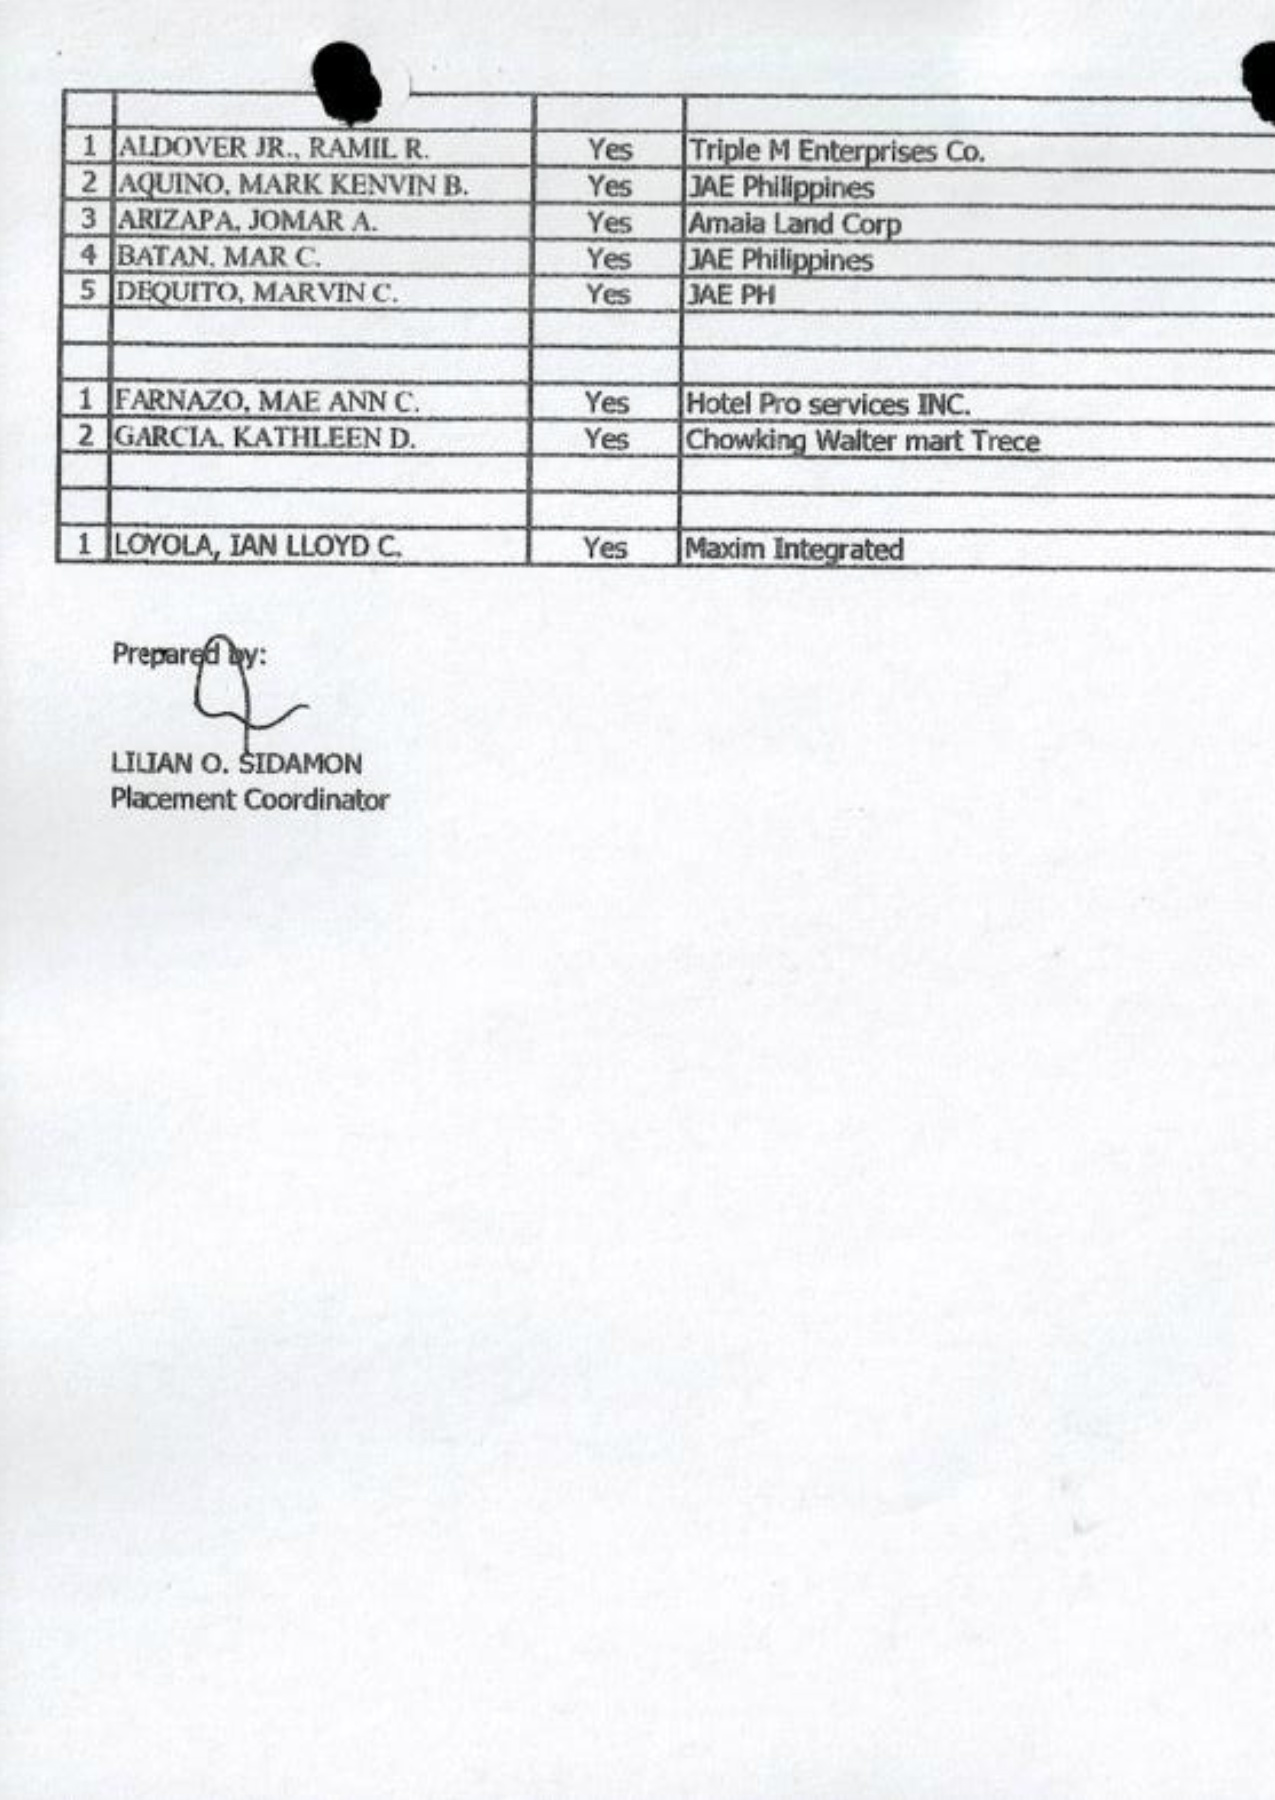 1 ALDOVER JR., RAMIL R. Yes Triple M Enterprises Co.
2 AQUINO, MARK KENVIN B. Yes JAE Philippines
3 ARIZAPA, JOMAR A. Yes Amaia Land Corp
4 BATAN, MAR C. Yes JAE Philippines
5 DEQUITO, MARVIN C. Yes JAE PH
1 FARNAZO, MAE ANN C. Yes Hotel Pro services INC.
2 GARCIA, KATHLEEN D. Yes Chowking Walter mart Trece
1 LOYOLA, IAN LLOYD C. Yes Maxim Integrated
Prepared by:
LILIAN O. SIDAMON
Placement Coordinator